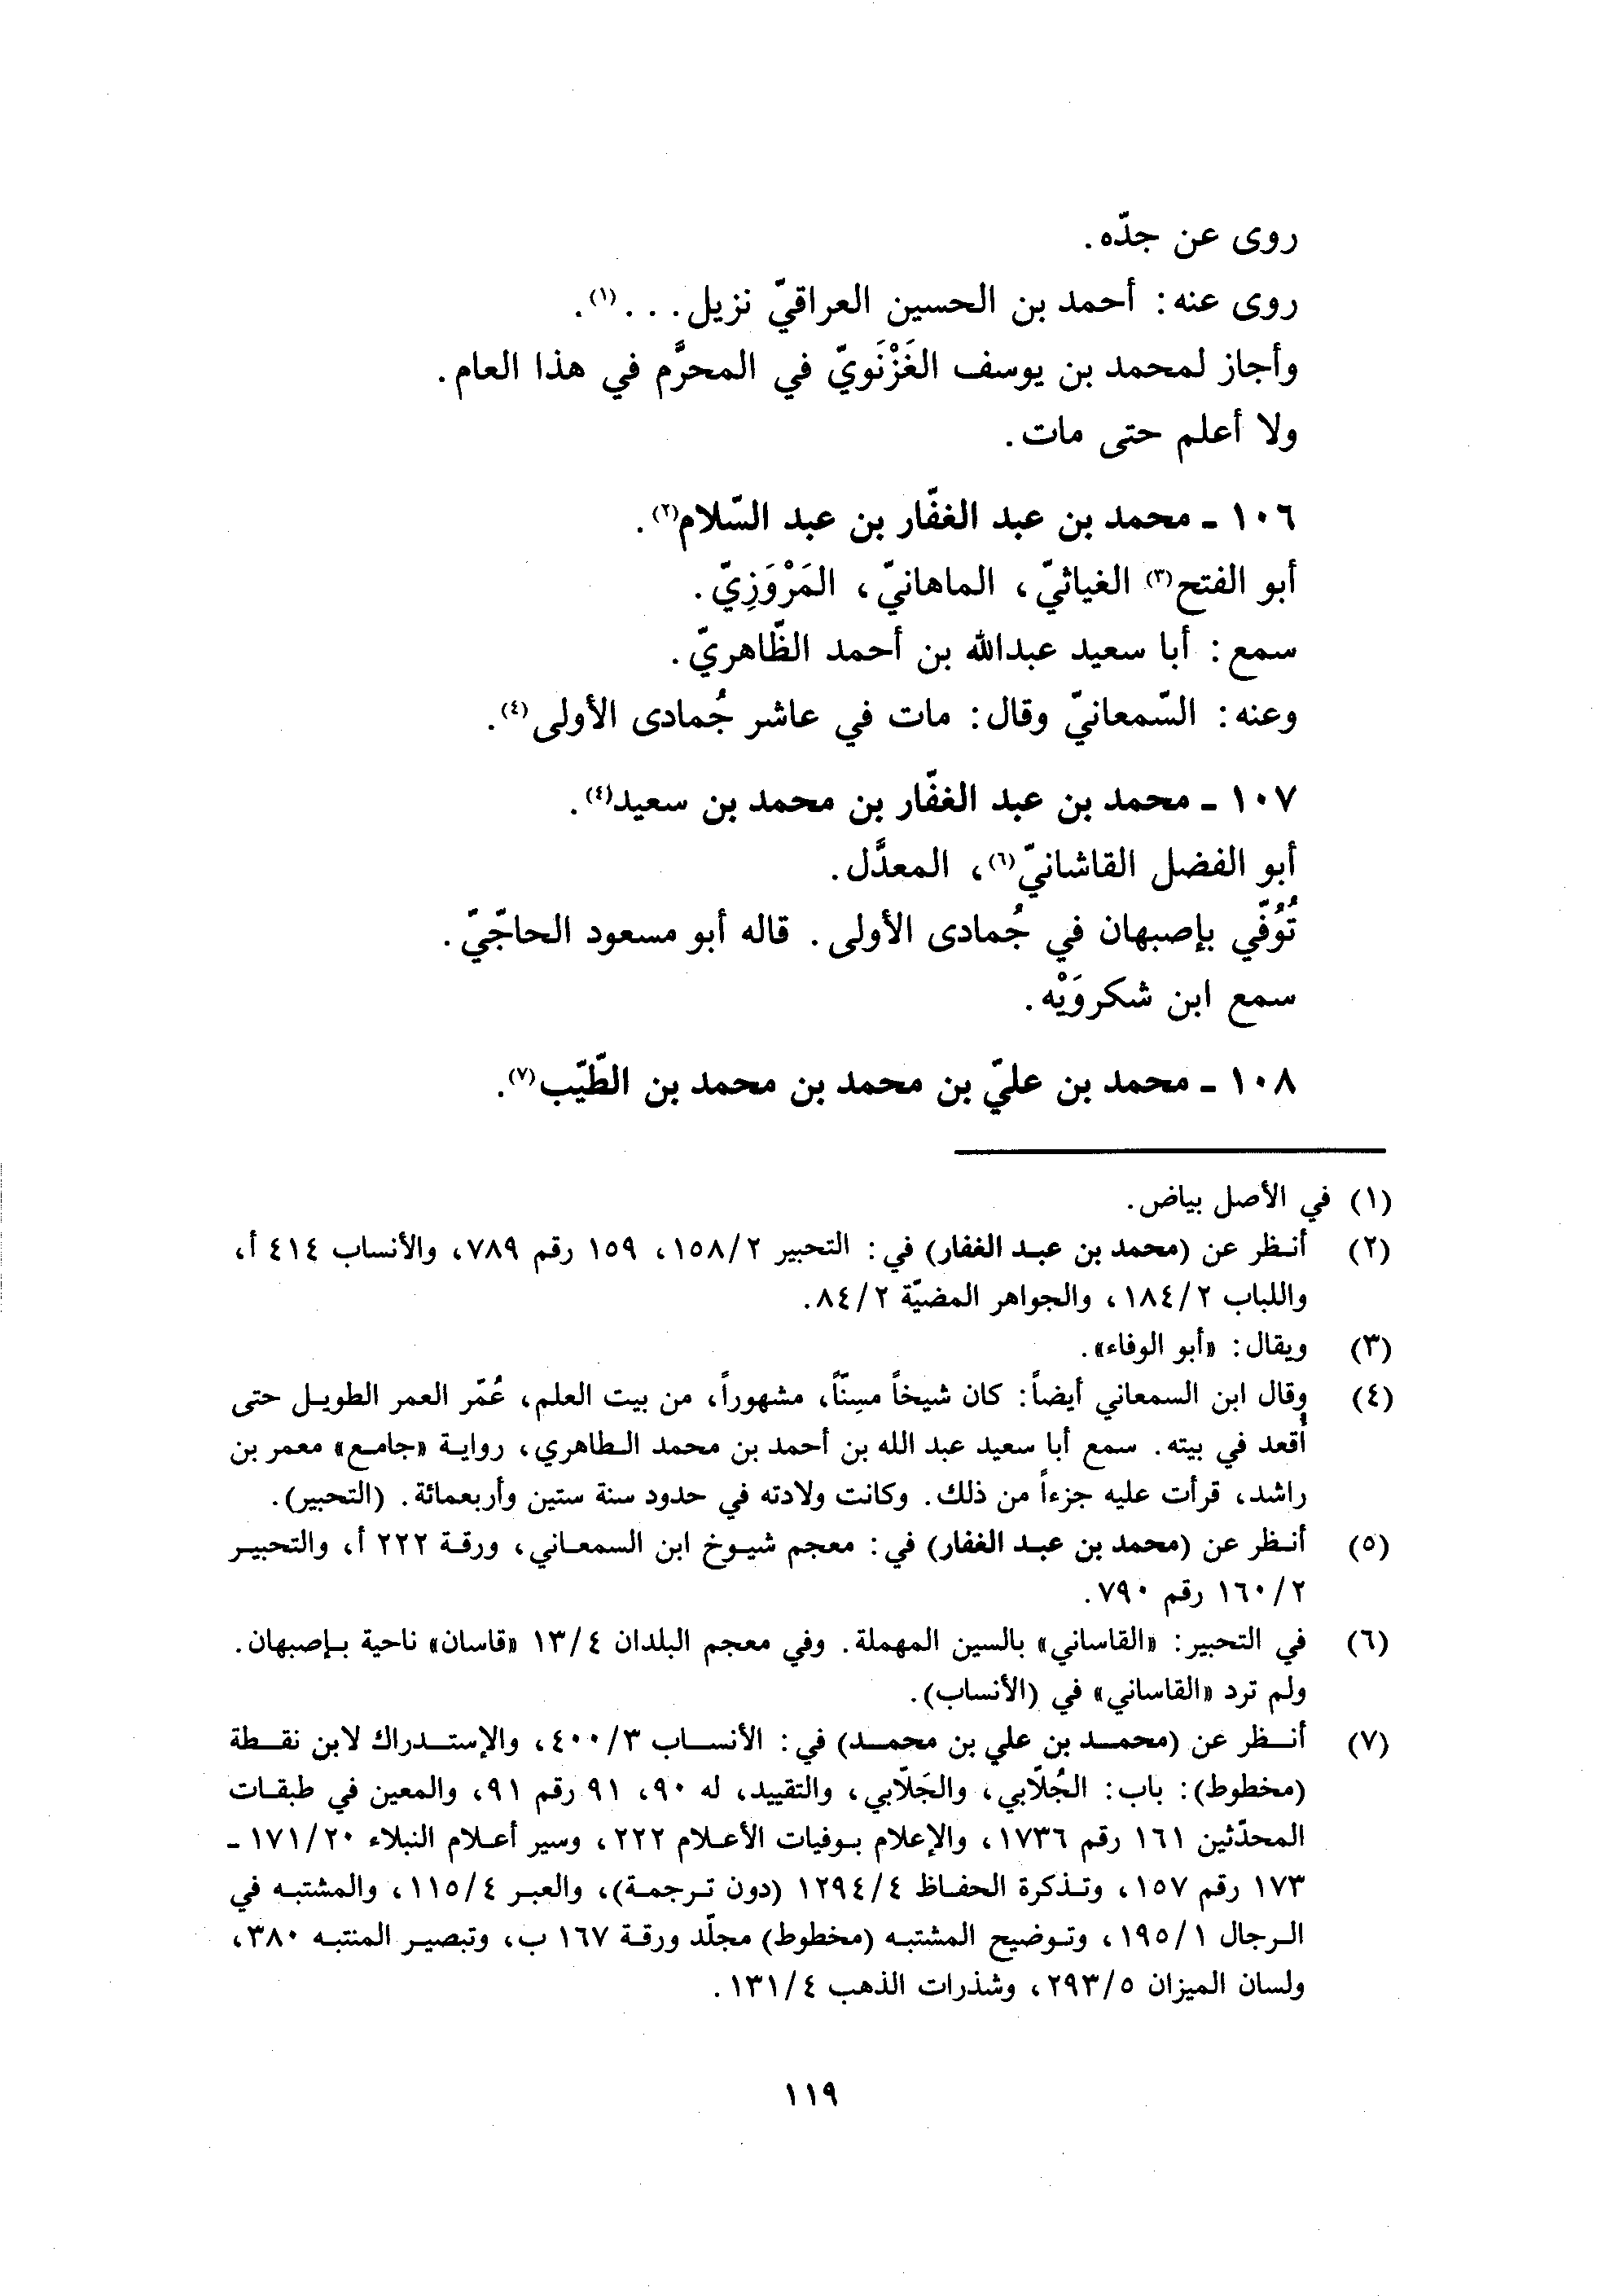 روى عن جدّه.
روى عنه: أحمد بن الحسين العراقيّ نزيل. . .(١).
وأجاز لمحمد بن يوسف الغَزْنَويّ في المحرَّم في هذا العام.
ولا أعلم حتى مات.
١٠٦ - محمد بن عبد الغفّار بن عبد السّلام(٢).
أبو الفتح(٣) الغياثيّ، الماهانيّ، المَرْوَزِيّ.
سمع: أبا سعيد عبدالله بن أحمد الظّاهريّ.
وعنه: السّمعانيّ وقال: مات في عاشر جُمادى الأولى(٤).
١٠٧ - محمد بن عبد الغفّار بن محمد بن سعيد(٤).
أبو الفضل القاشانيّ(٦)، المعدَّل.
تُوُفّي بإصبهان في جُمادى الأولى. قاله أبو مسعود الحاجّيّ.
سمع ابن شكروَيْه.
١٠٨ - محمد بن عليّ بن محمد بن محمد بن الطّيّب(٧).
(١) في الأصل بياض.
(٢) أنظر عن (محمد بن عبد الغفار) في: التحبير ١٥٨/٢، ١٥٩ رقم ٧٨٩، والأنساب ٤١٤ أ،
واللباب ١٨٤/٢، والجواهر المضيّة ٨٤/٢.
(٣) ويقال: «أبو الوفاء».
(٤) وقال ابن السمعاني أيضاً: كان شيخاً مسِنّاً، مشهوراً، من بيت العلم، عُمّر العمر الطويل حتى
أُقعد في بيته. سمع أبا سعيد عبد الله بن أحمد بن محمد الطاهري، رواية «جامع» معمر بن
راشد، قرأت عليه جزءاً من ذلك. وكانت ولادته في حدود سنة ستين وأربعمائة. (التحبير).
(٥) أنظر عن (محمد بن عبد الغفار) في: معجم شيوخ ابن السمعاني، ورقة ٢٢٢ أ، والتحبير
١٦٠/٢ رقم ٧٩٠.
(٦) في التحبير: «القاساني» بالسين المهملة. وفي معجم البلدان ١٣/٤ «قاسان» ناحية بإصبهان.
ولم ترد «القاساني» في (الأنساب).
(٧) أنظر عن (محمد بن علي بن محمد) في: الأنساب ٤٠٠/٣، والإستدراك لابن نقطة
(مخطوط): باب: الجُلّابي، والجَلّابي، والتقييد، له ٩٠، ٩١ رقم ٩١، والمعين في طبقات
المحدّثين ١٦١ رقم ١٧٣٦، والإعلام بوفيات الأعلام ٢٢٢، وسير أعلام النبلاء ١٧١/٢٠ -
١٧٣ رقم ١٥٧، وتذكرة الحفاظ ١٢٩٤/٤ (دون ترجمة)، والعبر ١١٥/٤، والمشتبه في
الرجال ١٩٥/١، وتوضيح المشتبه (مخطوط) مجلّد ورقة ١٦٧ ب، وتبصير المنتبه ٣٨٠،
ولسان الميزان ٢٩٣/٥، وشذرات الذهب ١٣١/٤.
١١٩